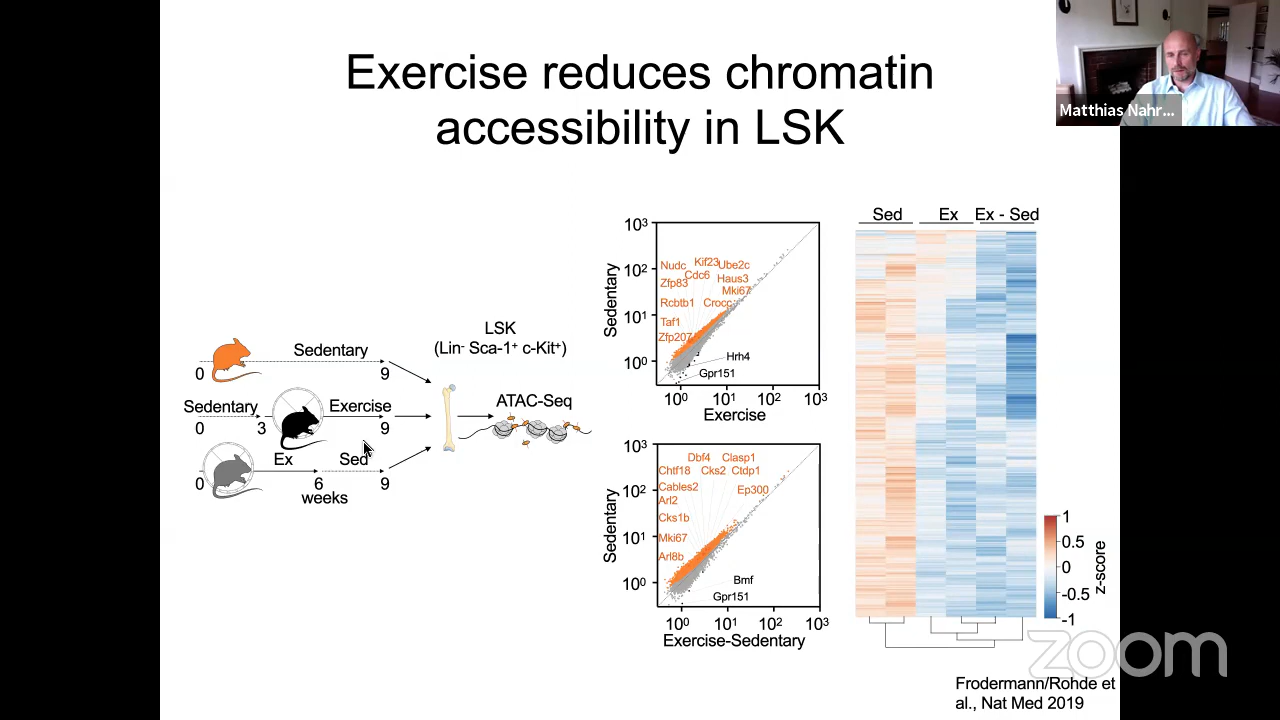 Exercise reduces chromatin
accessibility in LSK
Matthias Nahr...
Sedentary
0 9
Sedentary Exercise
0 3 9
Ex Sed
0 6 9
weeks
LSK
(Lin⁻ Sca-1⁺ c-Kit⁺)
ATAC-Seq
10³
10²
10¹
10⁰
Sedentary
Nudc Kif23 Ube2c
Cdc6
Zfp83 Haus3
Mki67
Rcbtb1 Crocc
Taf1
Zfp207
Hrh4
Gpr151
10⁰ 10¹ 10² 10³
Exercise
10³
10²
10¹
10⁰
Sedentary
Dbf4 Clasp1
Chtf18 Cks2 Ctdp1
Cables2 Ep300
Arl2
Cks1b
Mki67
Arl8b
Bmf
Gpr151
10⁰ 10¹ 10² 10³
Exercise-Sedentary
Sed Ex Ex - Sed
1
0.5
0
-0.5
-1
z-score
zoom
Frodermann/Rohde et
al., Nat Med 2019